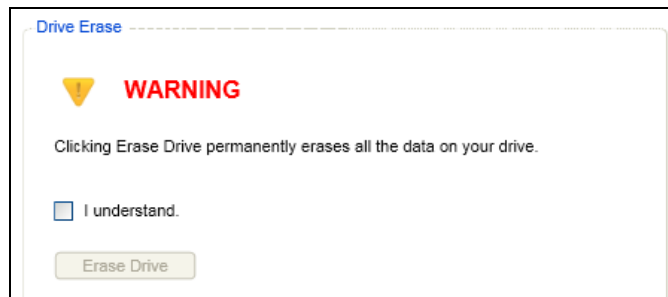 Drive Erase
WARNING
Clicking Erase Drive permanently erases all the data on your drive.
I understand.
Erase Drive